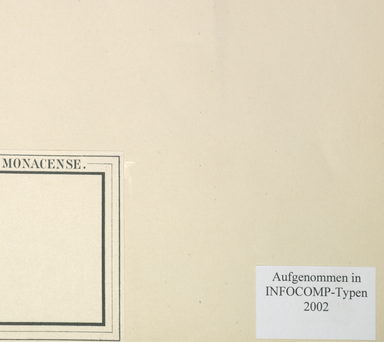 MONACENSE.
Aufgenommen in
INFOCOMP-Typen
2002